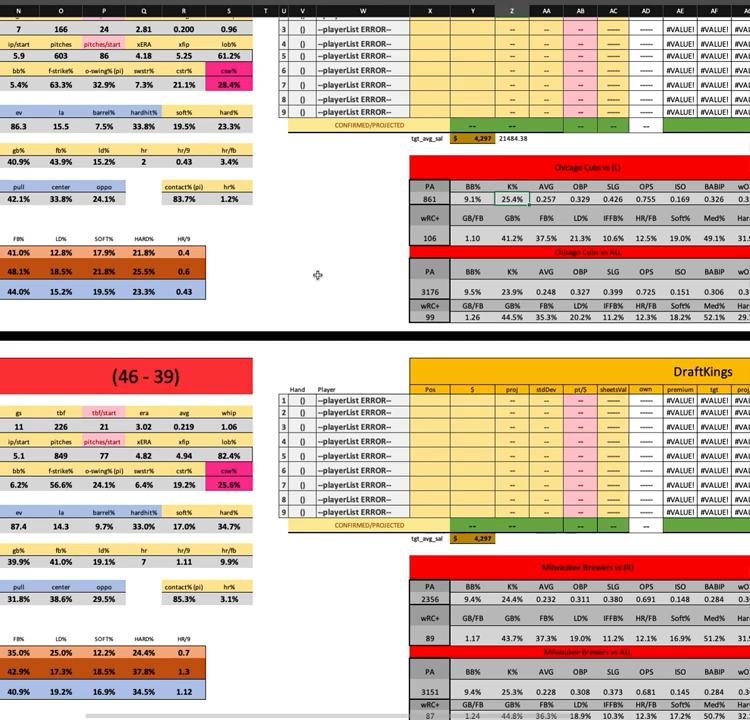 N O P Q R S T U V W X Y Z AA AB AC AD AE AF
7 166 24 2.81 0.200 0.96 3 () --playerList ERROR-- -- -- -- ----- ----- #VALUE! #VALUE!
ip/start pitches pitches/start xERA xfip lob% 4 () --playerList ERROR-- -- -- -- ----- ----- #VALUE! #VALUE!
5.9 603 86 4.18 5.25 61.2% 5 () --playerList ERROR-- -- -- -- ----- ----- #VALUE! #VALUE!
bb% f-strike% o-swing% (pi) swstr% cstr% csw% 6 () --playerList ERROR-- -- -- -- ----- ----- #VALUE! #VALUE!
5.4% 63.3% 32.9% 7.3% 21.1% 28.4% 7 () --playerList ERROR-- -- -- -- ----- ----- #VALUE! #VALUE!
8 () --playerList ERROR-- -- -- -- ----- ----- #VALUE! #VALUE!
ev la barrel% hardhit% soft% hard% 9 () --playerList ERROR-- -- -- -- ----- ----- #VALUE! #VALUE!
86.3 15.5 7.5% 33.8% 19.5% 23.3% CONFIRMED/PROJECTED -- -- -- ----- --
tgt_avg_sal $ 4,297 21484.38
gb% fb% ld% hr hr/9 hr/fb
40.9% 43.9% 15.2% 2 0.43 3.4%
Chicago Cubs vs (L)
pull center oppo contact% (pi) hr%
42.1% 33.8% 24.1% 83.7% 1.2%
PA BB% K% AVG OBP SLG OPS ISO BABIP
861 9.1% 25.4% 0.257 0.329 0.426 0.755 0.169 0.326
wRC+ GB/FB GB% FB% LD% IFFB% HR/FB Soft% Med%
106 1.10 41.2% 37.5% 21.3% 10.6% 12.5% 19.0% 49.1%
FB% LD% SOFT% HARD% HR/9
41.0% 12.8% 17.9% 21.8% 0.4
48.1% 18.5% 21.8% 25.5% 0.6
44.0% 15.2% 19.5% 23.3% 0.43
Chicago Cubs vs ALL
PA BB% K% AVG OBP SLG OPS ISO BABIP
3176 9.5% 23.9% 0.248 0.327 0.399 0.725 0.151 0.306
wRC+ GB/FB GB% FB% LD% IFFB% HR/FB Soft% Med%
99 1.26 44.5% 35.3% 20.2% 11.2% 12.3% 18.2% 52.1%
(46 - 39) DraftKings
Hand Player Pos $ proj stdDev pt/$ sheetsVal own premium tgt
1 () --playerList ERROR-- -- -- -- ----- ----- #VALUE! #VALUE!
gs tbf tbf/start era avg whip 2 () --playerList ERROR-- -- -- -- ----- ----- #VALUE! #VALUE!
11 226 21 3.02 0.219 1.06 3 () --playerList ERROR-- -- -- -- ----- ----- #VALUE! #VALUE!
ip/start pitches pitches/start xERA xfip lob% 4 () --playerList ERROR-- -- -- -- ----- ----- #VALUE! #VALUE!
5.1 849 77 4.82 4.94 82.4% 5 () --playerList ERROR-- -- -- -- ----- ----- #VALUE! #VALUE!
bb% f-strike% o-swing% (pi) swstr% cstr% csw% 6 () --playerList ERROR-- -- -- -- ----- ----- #VALUE! #VALUE!
6.2% 56.6% 24.1% 6.4% 19.2% 25.6% 7 () --playerList ERROR-- -- -- -- ----- ----- #VALUE! #VALUE!
8 () --playerList ERROR-- -- -- -- ----- ----- #VALUE! #VALUE!
ev la barrel% hardhit% soft% hard% 9 () --playerList ERROR-- -- -- -- ----- ----- #VALUE! #VALUE!
87.4 14.3 9.7% 33.0% 17.0% 34.7% CONFIRMED/PROJECTED -- -- -- ----- --
tgt_avg_sal $ 4,297
gb% fb% ld% hr hr/9 hr/fb
39.9% 41.0% 19.1% 7 1.11 9.9%
Milwaukee Brewers vs (R)
pull center oppo contact% (pi) hr%
31.8% 38.6% 29.5% 85.3% 3.1%
PA BB% K% AVG OBP SLG OPS ISO BABIP
2356 9.4% 24.4% 0.232 0.311 0.380 0.691 0.148 0.284
wRC+ GB/FB GB% FB% LD% IFFB% HR/FB Soft% Med%
89 1.17 43.7% 37.3% 19.0% 11.2% 12.1% 16.9% 51.2%
FB% LD% SOFT% HARD% HR/9
35.0% 25.0% 12.2% 24.4% 0.7
42.9% 17.3% 18.5% 37.8% 1.3
40.9% 19.2% 16.9% 34.5% 1.12
Milwaukee Brewers vs ALL
PA BB% K% AVG OBP SLG OPS ISO BABIP
3151 9.4% 25.3% 0.228 0.308 0.373 0.681 0.145 0.284
wRC+ GB/FB GB% FB% LD% IFFB% HR/FB Soft% Med%
87 1.24 44.8% 36.3% 18.9% 10.3% 12.3% 17.2% 50.7%